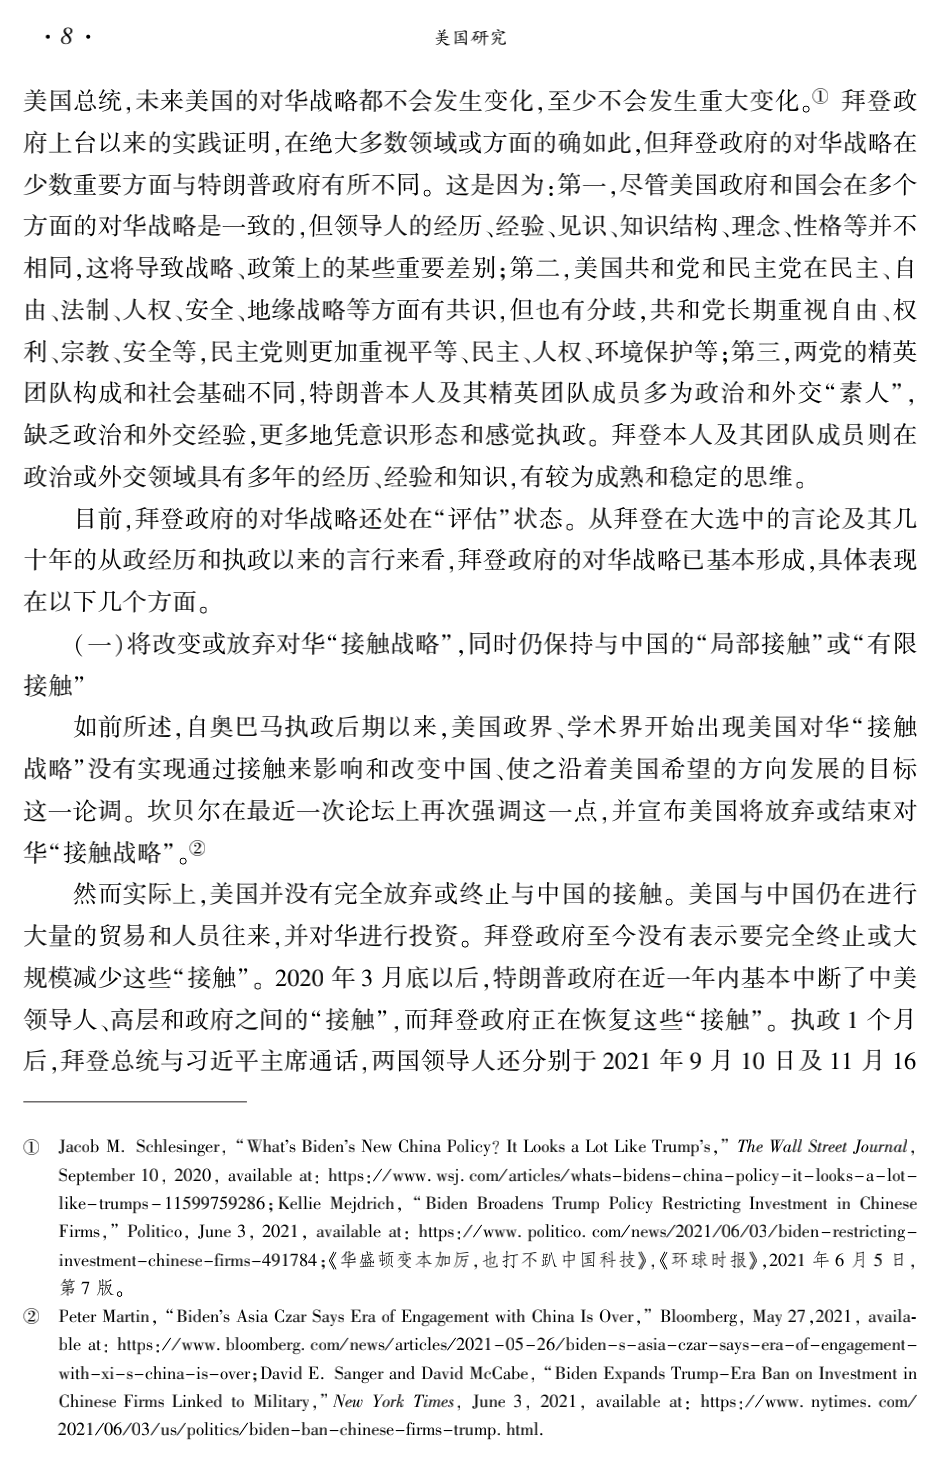 · 8 ·
美国研究
美国总统,未来美国的对华战略都不会发生变化,至少不会发生重大变化。① 拜登政
府上台以来的实践证明,在绝大多数领域或方面的确如此,但拜登政府的对华战略在
少数重要方面与特朗普政府有所不同。这是因为:第一,尽管美国政府和国会在多个
方面的对华战略是一致的,但领导人的经历、经验、见识、知识结构、理念、性格等并不
相同,这将导致战略、政策上的某些重要差别;第二,美国共和党和民主党在民主、自
由、法制、人权、安全、地缘战略等方面有共识,但也有分歧,共和党长期重视自由、权
利、宗教、安全等,民主党则更加重视平等、民主、人权、环境保护等;第三,两党的精英
团队构成和社会基础不同,特朗普本人及其精英团队成员多为政治和外交“素人”,
缺乏政治和外交经验,更多地凭意识形态和感觉执政。拜登本人及其团队成员则在
政治或外交领域具有多年的经历、经验和知识,有较为成熟和稳定的思维。
目前,拜登政府的对华战略还处在“评估”状态。从拜登在大选中的言论及其几
十年的从政经历和执政以来的言行来看,拜登政府的对华战略已基本形成,具体表现
在以下几个方面。
(一)将改变或放弃对华“接触战略”,同时仍保持与中国的“局部接触”或“有限
接触”
如前所述,自奥巴马执政后期以来,美国政界、学术界开始出现美国对华“接触
战略”没有实现通过接触来影响和改变中国、使之沿着美国希望的方向发展的目标
这一论调。坎贝尔在最近一次论坛上再次强调这一点,并宣布美国将放弃或结束对
华“接触战略”。②
然而实际上,美国并没有完全放弃或终止与中国的接触。美国与中国仍在进行
大量的贸易和人员往来,并对华进行投资。拜登政府至今没有表示要完全终止或大
规模减少这些“接触”。2020 年 3 月底以后,特朗普政府在近一年内基本中断了中美
领导人、高层和政府之间的“接触”,而拜登政府正在恢复这些“接触”。执政 1 个月
后,拜登总统与习近平主席通话,两国领导人还分别于 2021 年 9 月 10 日及 11 月 16
① Jacob M. Schlesinger, “What’s Biden’s New China Policy? It Looks a Lot Like Trump’s,” The Wall Street Journal,
September 10, 2020, available at: https://www.wsj.com/articles/whats-bidens-china-policy-it-looks-a-lot-
like-trumps-11599759286; Kellie Mejdrich, “Biden Broadens Trump Policy Restricting Investment in Chinese
Firms,” Politico, June 3, 2021, available at: https://www.politico.com/news/2021/06/03/biden-restricting-
investment-chinese-firms-491784;《华盛顿变本加厉,也打不趴中国科技》,《环球时报》,2021 年 6 月 5 日,
第 7 版。
② Peter Martin, “Biden’s Asia Czar Says Era of Engagement with China Is Over,” Bloomberg, May 27,2021, availa-
ble at: https://www.bloomberg.com/news/articles/2021-05-26/biden-s-asia-czar-says-era-of-engagement-
with-xi-s-china-is-over;David E. Sanger and David McCabe, “Biden Expands Trump-Era Ban on Investment in
Chinese Firms Linked to Military,” New York Times, June 3, 2021, available at: https://www.nytimes.com/
2021/06/03/us/politics/biden-ban-chinese-firms-trump.html.